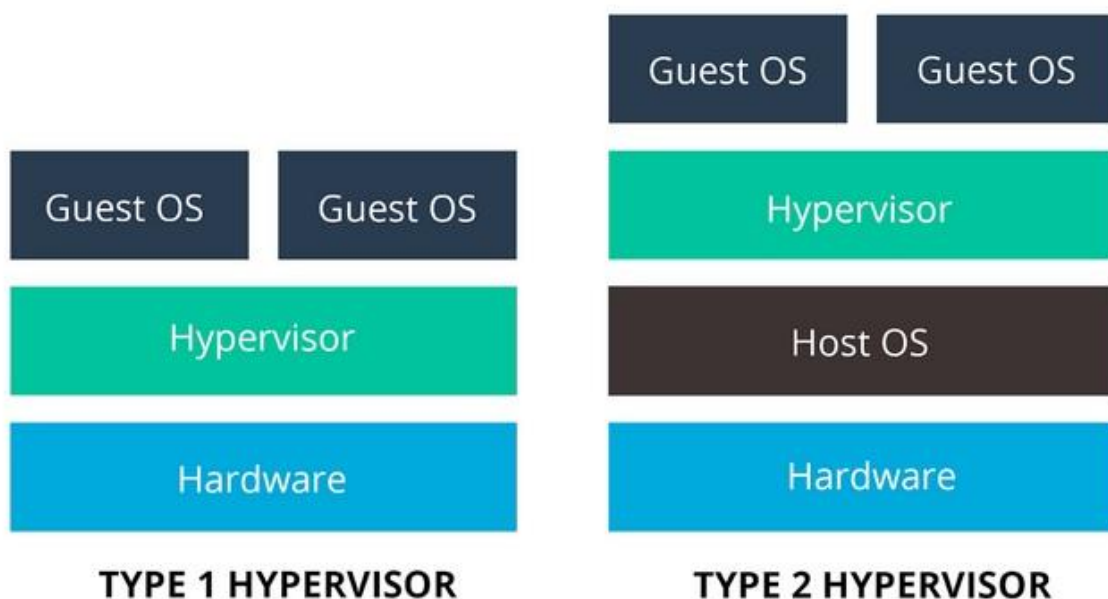 Guest OS
Guest OS
Hypervisor
Hardware
TYPE 1 HYPERVISOR
Guest OS
Guest OS
Hypervisor
Host OS
Hardware
TYPE 2 HYPERVISOR